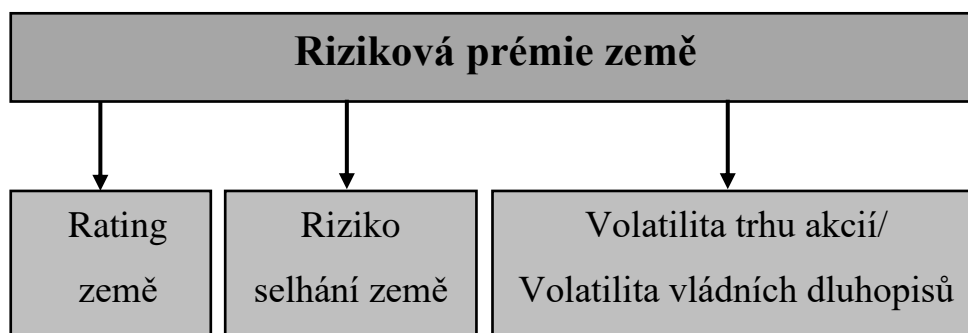 Riziková prémie země
Rating
země
Riziko
selhání země
Volatilita trhu akcií/
Volatilita vládních dluhopisů